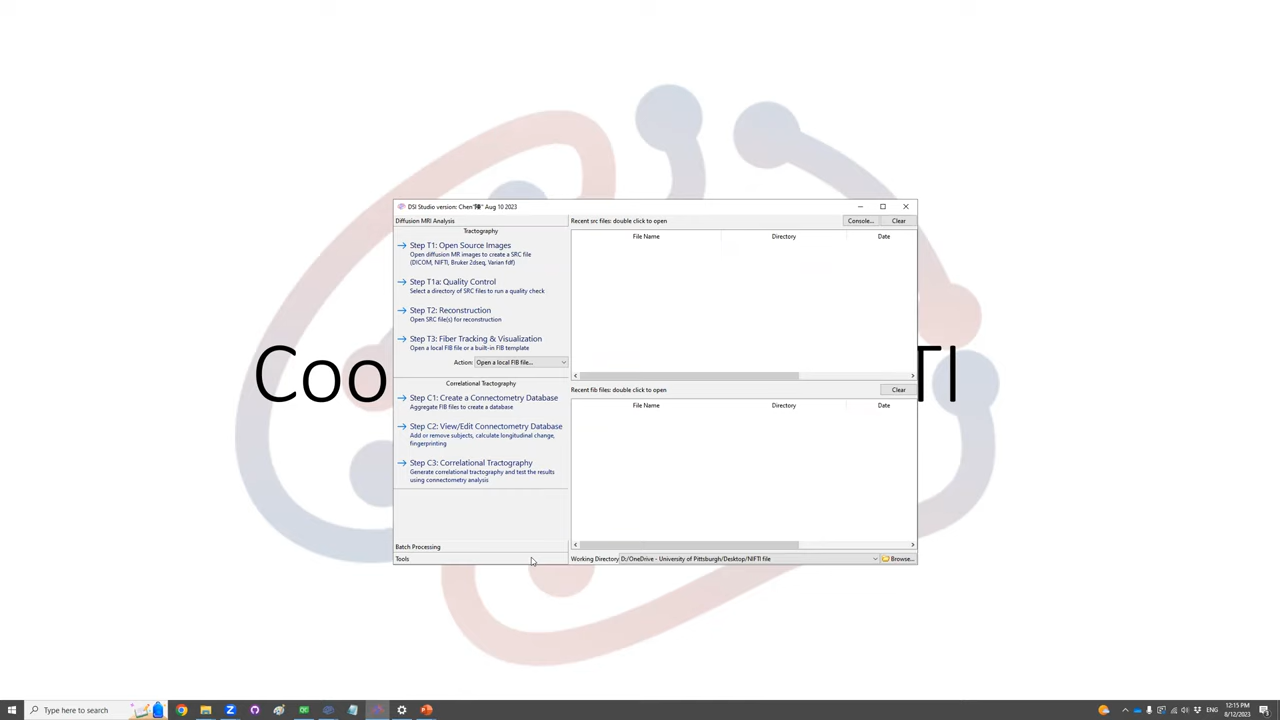 DSI Studio version: Chen"陳" Aug 10 2023
Diffusion MRI Analysis
Tractography
Step T1: Open Source Images
Open diffusion MR images to create a SRC file
(DICOM, NIFTI, Bruker 2dseq, Varian fdf)
Step T1a: Quality Control
Select a directory of SRC files to run a quality check
Step T2: Reconstruction
Open SRC file(s) for reconstruction
Step T3: Fiber Tracking & Visualization
Open a local FIB file or a built-in FIB template
Action: Open a local FIB file...
Correlational Tractography
Step C1: Create a Connectometry Database
Aggregate FIB files to create a database
Step C2: View/Edit Connectometry Database
Add or remove subjects, calculate longitudinal change,
fingerprinting
Step C3: Correlational Tractography
Generate correlational tractography and test the results
using connectometry analysis
Batch Processing
Tools
Recent src files: double click to open
Console...
Clear
File Name Directory Date
Recent fib files: double click to open
Clear
File Name Directory Date
Working Directory D:/OneDrive - University of Pittsburgh/Desktop/NIFTI file
Browse...
Coo
TI
Type here to search
ENG
12:15 PM
8/12/2023